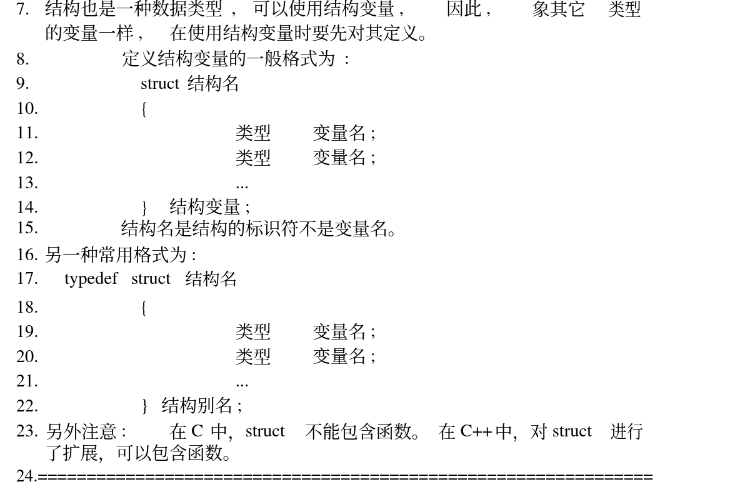 7. 结构也是一种数据类型， 可以使用结构变量， 因此， 象其它 类型
的变量一样， 在使用结构变量时要先对其定义。
8. 定义结构变量的一般格式为：
9. struct 结构名
10. {
11. 类型 变量名；
12. 类型 变量名；
13. ...
14. } 结构变量；
15. 结构名是结构的标识符不是变量名。
16. 另一种常用格式为：
17. typedef struct 结构名
18. {
19. 类型 变量名；
20. 类型 变量名；
21. ...
22. } 结构别名；
23. 另外注意： 在 C 中，struct 不能包含函数。 在 C++中，对 struct 进行
了扩展，可以包含函数。
24.===============================================================